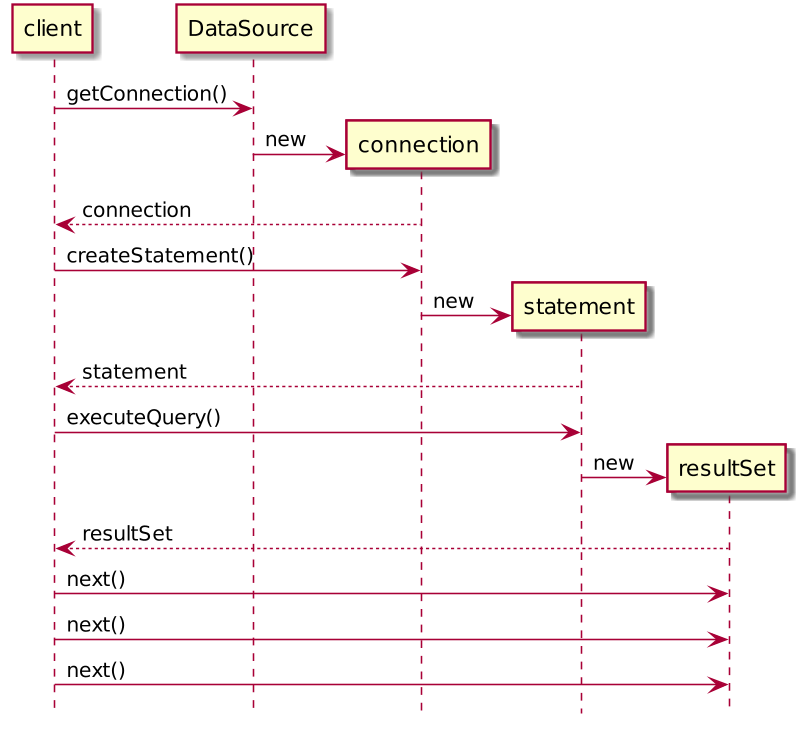 client
DataSource
getConnection()
new
connection
connection
createStatement()
new
statement
statement
executeQuery()
new
resultSet
resultSet
next()
next()
next()